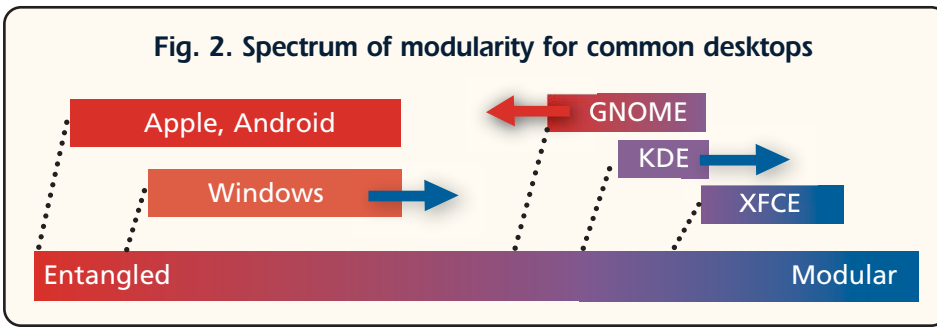 Fig. 2. Spectrum of modularity for common desktops
Apple, Android
GNOME
KDE
Windows
XFCE
Entangled
Modular